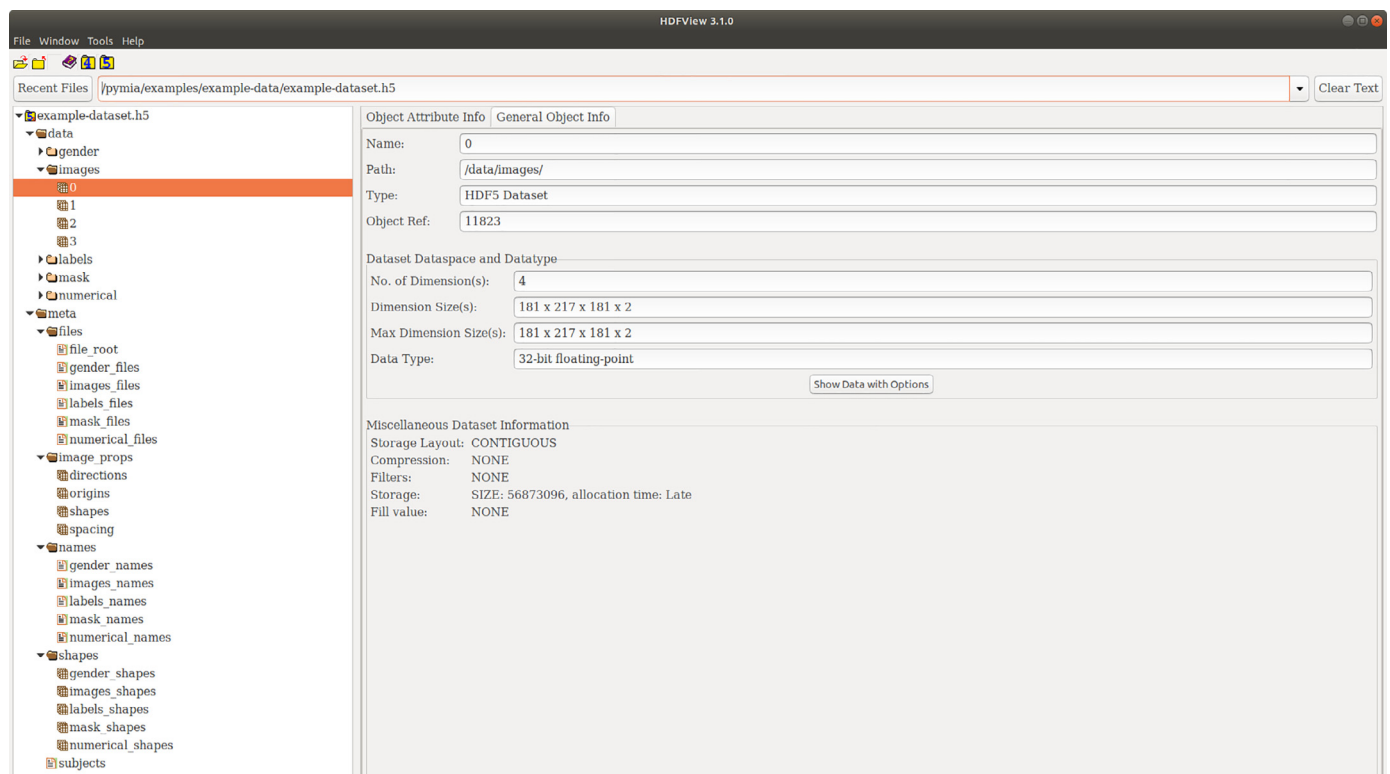 HDFView 3.1.0
File Window Tools Help
4 5
Recent Files /pymia/examples/example-data/example-dataset.h5 Clear Text
5 example-dataset.h5
data
gender
images
0
1
2
3
labels
mask
numerical
meta
files
file_root
gender_files
images_files
labels_files
mask_files
numerical_files
image_props
directions
origins
shapes
spacing
names
gender_names
images_names
labels_names
mask_names
numerical_names
shapes
gender_shapes
images_shapes
labels_shapes
mask_shapes
numerical_shapes
subjects
Object Attribute Info General Object Info
Name: 0
Path: /data/images/
Type: HDF5 Dataset
Object Ref: 11823
Dataset Dataspace and Datatype
No. of Dimension(s): 4
Dimension Size(s): 181 x 217 x 181 x 2
Max Dimension Size(s): 181 x 217 x 181 x 2
Data Type: 32-bit floating-point
Show Data with Options
Miscellaneous Dataset Information
Storage Layout: CONTIGUOUS
Compression: NONE
Filters: NONE
Storage: SIZE: 56873096, allocation time: Late
Fill value: NONE